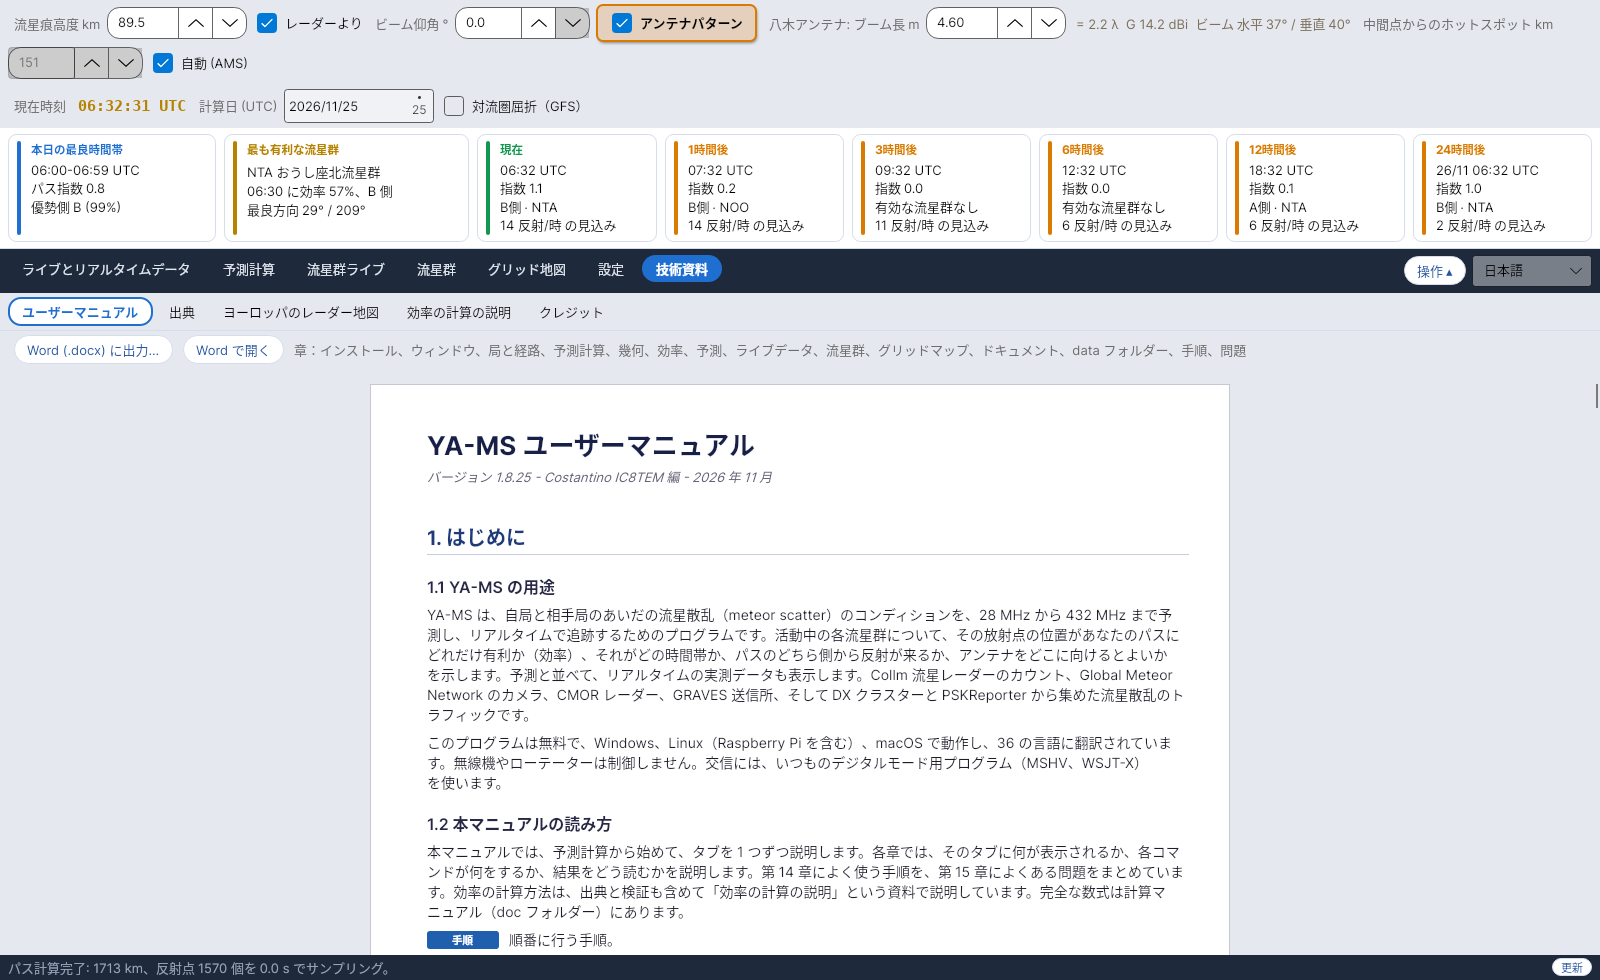 流星痕高度 km 89.5 レーダーより ビーム仰角 ° 0.0 アンテナパターン 八木アンテナ: ブーム長 m 4.60 = 2.2 λ G 14.2 dBi ビーム 水平 37° / 垂直 40° 中間点からのホットスポット km
151 自動 (AMS)
現在時刻 06:32:31 UTC 計算日 (UTC) 2026/11/25 25 対流圏屈折（GFS）
本日の最良時間帯
06:00-06:59 UTC
パス指数 0.8
優勢側 B (99%)
最も有利な流星群
NTA おうし座北流星群
06:30 に効率 57%、B 側
最良方向 29° / 209°
現在
06:32 UTC
指数 1.1
B側 · NTA
14 反射/時 の見込み
1時間後
07:32 UTC
指数 0.2
B側 · NOO
14 反射/時 の見込み
3時間後
09:32 UTC
指数 0.0
有効な流星群なし
11 反射/時 の見込み
6時間後
12:32 UTC
指数 0.0
有効な流星群なし
6 反射/時 の見込み
12時間後
18:32 UTC
指数 0.1
A側 · NTA
6 反射/時 の見込み
24時間後
26/11 06:32 UTC
指数 1.0
B側 · NTA
2 反射/時 の見込み
ライブとリアルタイムデータ 予測計算 流星群ライブ 流星群 グリッド地図 設定 技術資料 操作 ▴ 日本語
ユーザーマニュアル 出典 ヨーロッパのレーダー地図 効率の計算の説明 クレジット
Word (.docx) に出力... Word で開く 章：インストール、ウィンドウ、局と経路、予測計算、幾何、効率、予測、ライブデータ、流星群、グリッドマップ、ドキュメント、data フォルダー、手順、問題
YA-MS ユーザーマニュアル
バージョン 1.8.25 - Costantino IC8TEM 編 - 2026 年 11 月
1. はじめに
1.1 YA-MS の用途
YA-MS は、自局と相手局のあいだの流星散乱（meteor scatter）のコンディションを、28 MHz から 432 MHz まで予
測し、リアルタイムで追跡するためのプログラムです。活動中の各流星群について、その放射点の位置があなたのパスに
どれだけ有利か（効率）、それがどの時間帯か、パスのどちら側から反射が来るか、アンテナをどこに向けるとよいか
を示します。予測と並べて、リアルタイムの実測データも表示します。Collm 流星レーダーのカウント、Global Meteor
Network のカメラ、CMOR レーダー、GRAVES 送信所、そして DX クラスターと PSKReporter から集めた流星散乱のト
ラフィックです。
このプログラムは無料で、Windows、Linux（Raspberry Pi を含む）、macOS で動作し、36 の言語に翻訳されていま
す。無線機やローテーターは制御しません。交信には、いつものデジタルモード用プログラム（MSHV、WSJT-X）
を使います。
1.2 本マニュアルの読み方
本マニュアルでは、予測計算から始めて、タブを 1 つずつ説明します。各章では、そのタブに何が表示されるか、各コマ
ンドが何をするか、結果をどう読むかを説明します。第 14 章によく使う手順を、第 15 章によくある問題をまとめていま
す。効率の計算方法は、出典と検証も含めて「効率の計算の説明」という資料で説明しています。完全な数式は計算マ
ニュアル（doc フォルダー）にあります。
手順 順番に行う手順。
パス計算完了: 1713 km、反射点 1570 個を 0.0 s でサンプリング。 更新